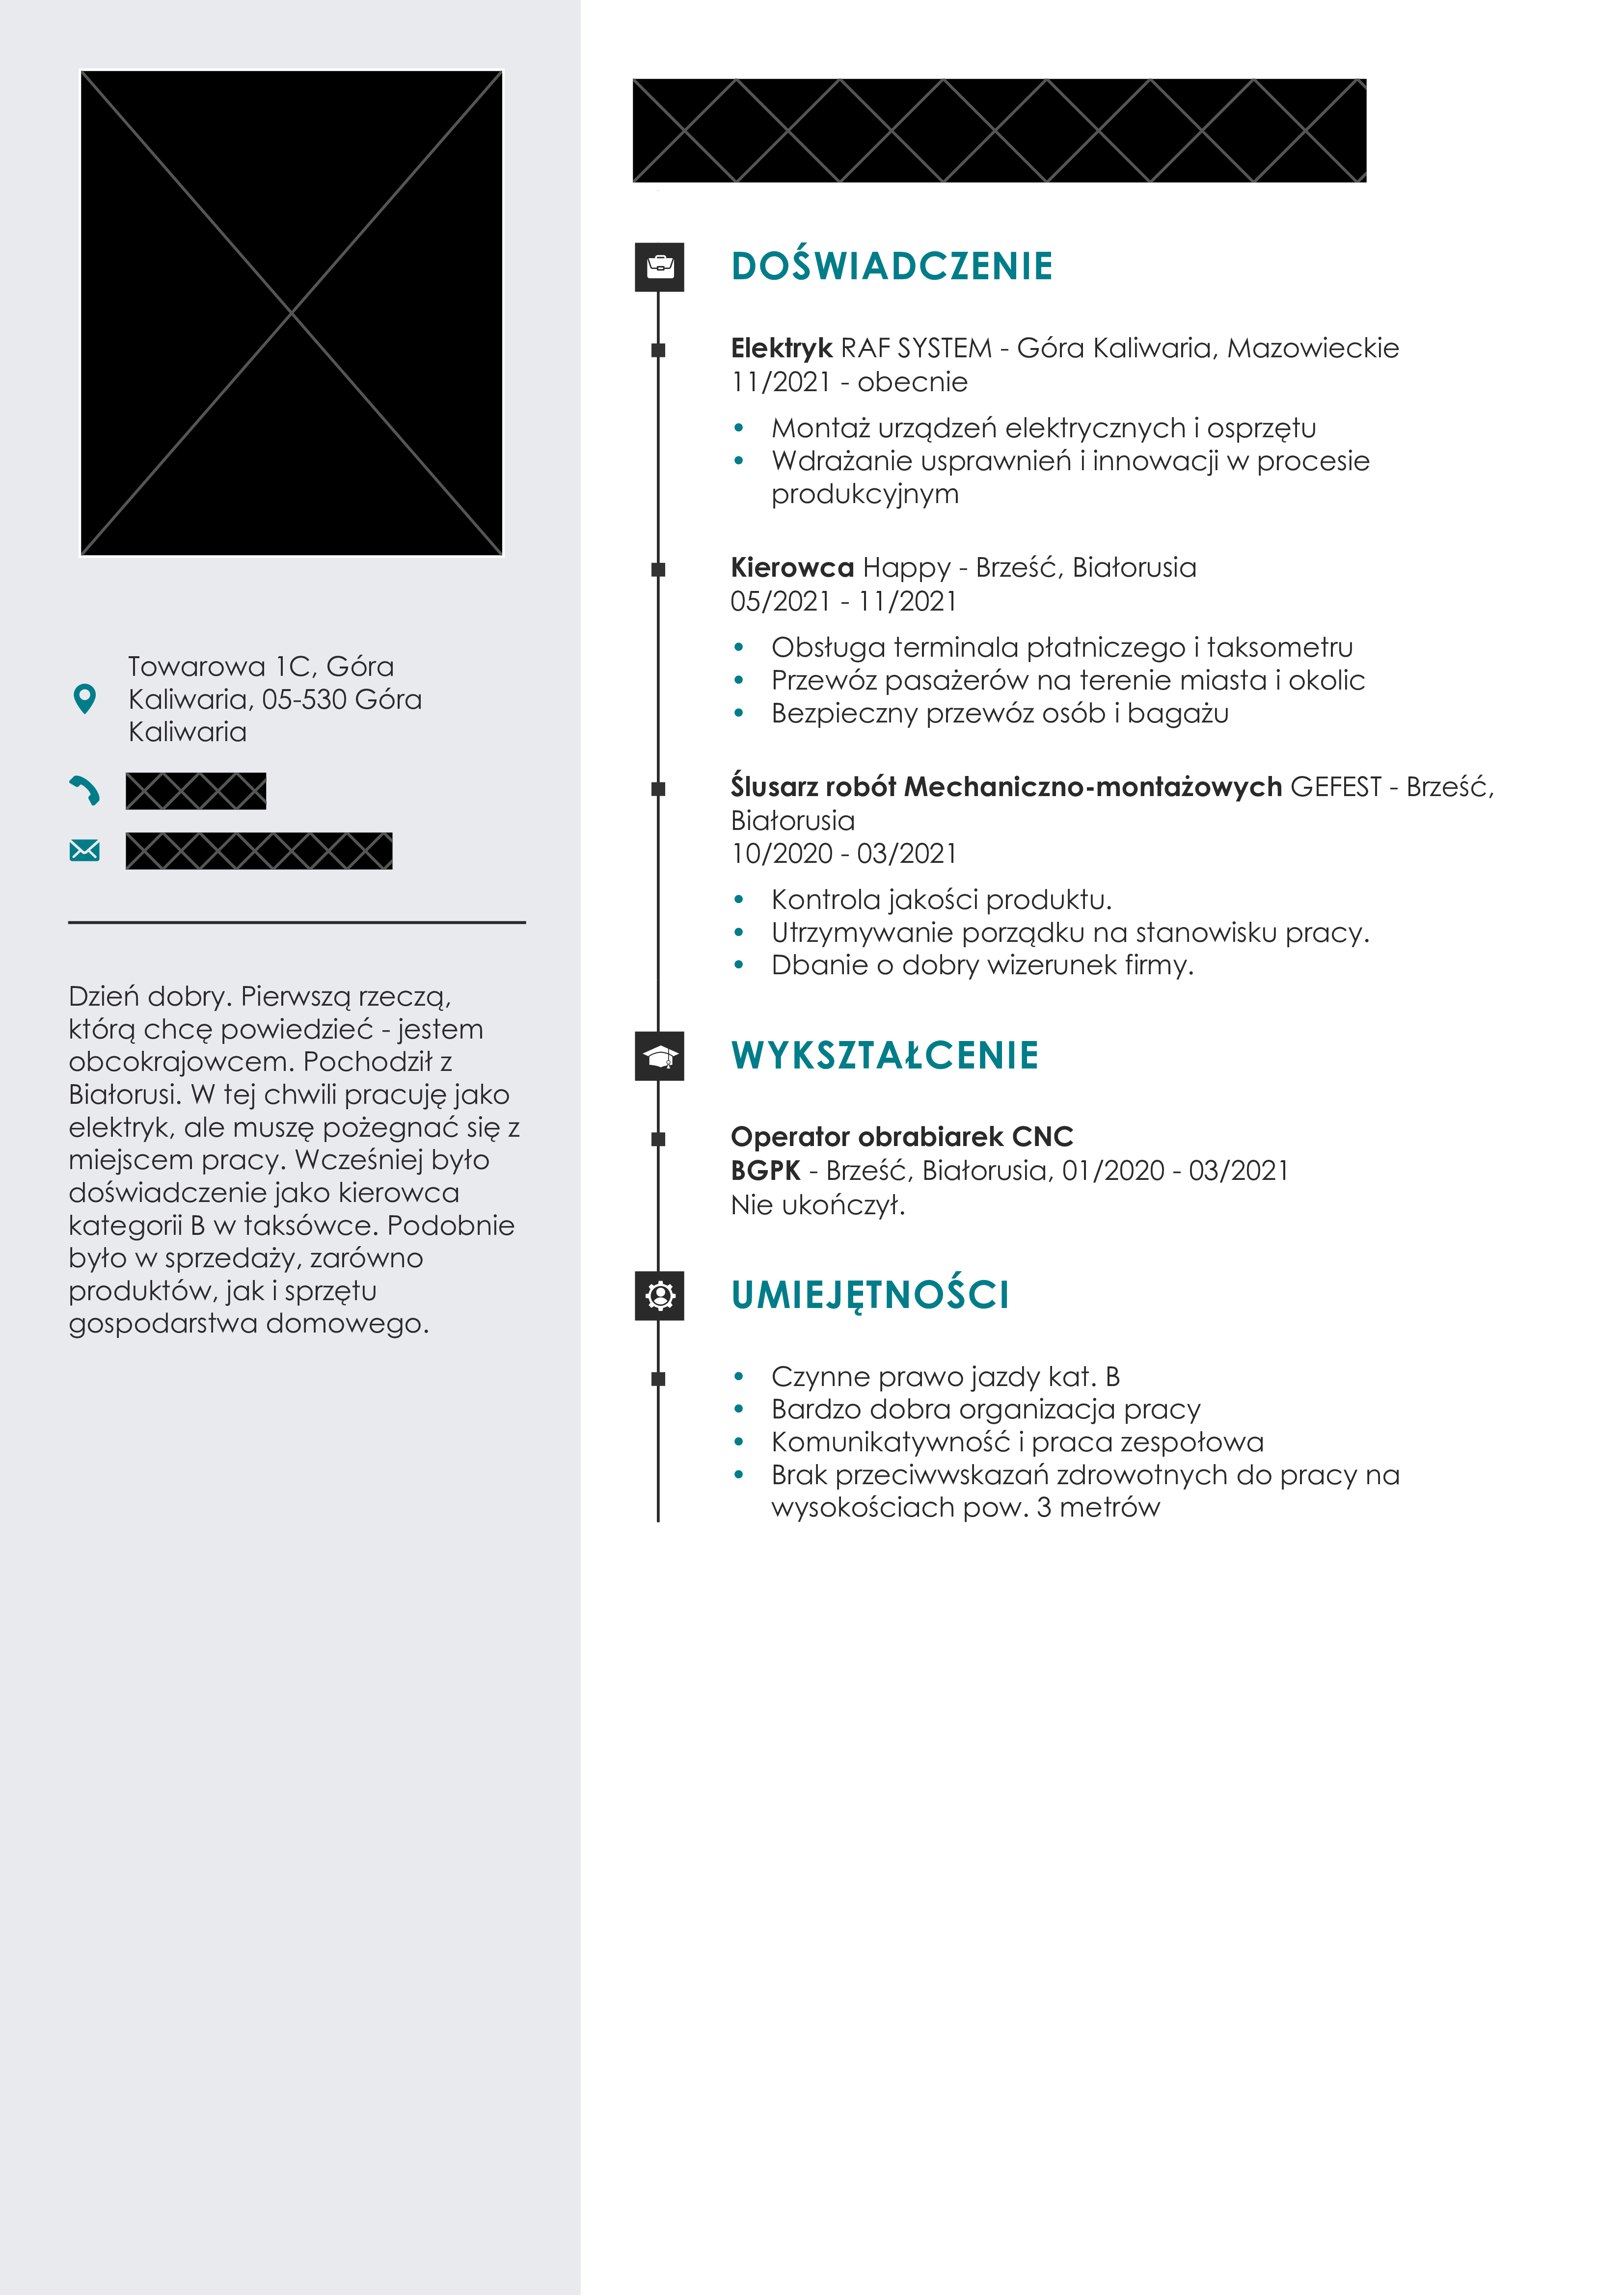 Towarowa 1C, Góra
Kaliwaria, 05-530 Góra
Kaliwaria
Dzień dobry. Pierwszą rzeczą,
którą chcę powiedzieć - jestem
obcokrajowcem. Pochodził z
Białorusi. W tej chwili pracuję jako
elektryk, ale muszę pożegnać się z
miejscem pracy. Wcześniej było
doświadczenie jako kierowca
kategorii B w taksówce. Podobnie
było w sprzedaży, zarówno
produktów, jak i sprzętu
gospodarstwa domowego.
DOŚWIADCZENIE
Elektryk RAF SYSTEM - Góra Kaliwaria, Mazowieckie
11/2021 - obecnie
• Montaż urządzeń elektrycznych i osprzętu
• Wdrażanie usprawnień i innowacji w procesie
produkcyjnym
Kierowca Happy - Brześć, Białorusia
05/2021 - 11/2021
• Obsługa terminala płatniczego i taksometru
• Przewóz pasażerów na terenie miasta i okolic
• Bezpieczny przewóz osób i bagażu
Ślusarz robót Mechaniczno-montażowych GEFEST - Brześć,
Białorusia
10/2020 - 03/2021
• Kontrola jakości produktu.
• Utrzymywanie porządku na stanowisku pracy.
• Dbanie o dobry wizerunek firmy.
WYKSZTAŁCENIE
Operator obrabiarek CNC
BGPK - Brześć, Białorusia, 01/2020 - 03/2021
Nie ukończył.
UMIEJĘTNOŚCI
• Czynne prawo jazdy kat. B
• Bardzo dobra organizacja pracy
• Komunikatywność i praca zespołowa
• Brak przeciwwskazań zdrowotnych do pracy na
wysokościach pow. 3 metrów